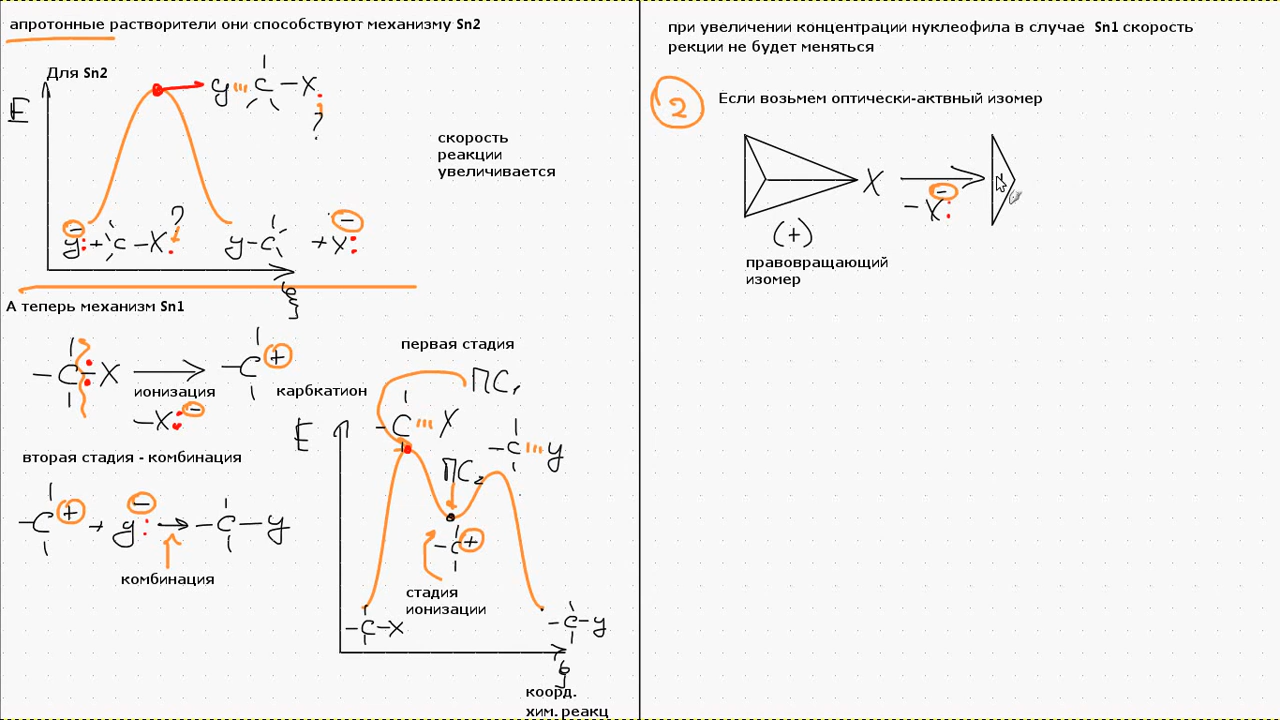 апротонные растворители они способствуют механизму Sn2
Для Sn2
E
y C X
?
скорость
реакции
увеличивается
y + C - X ? y - C + X
А теперь механизм Sn1
C X C +
ионизация
карбкатион
- X -
вторая стадия - комбинация
C + + y - C - y
комбинация
первая стадия
ПС1
E
C X
C y
ПС2
C +
стадия
ионизации
- C - X
- C - y
коорд.
хим. реакц
при увеличении концентрации нуклеофила в случае Sn1 скорость
рекции не будет меняться
2
Если возьмем оптически-актвный изомер
X
- X -
(+)
правовращающий
изомер